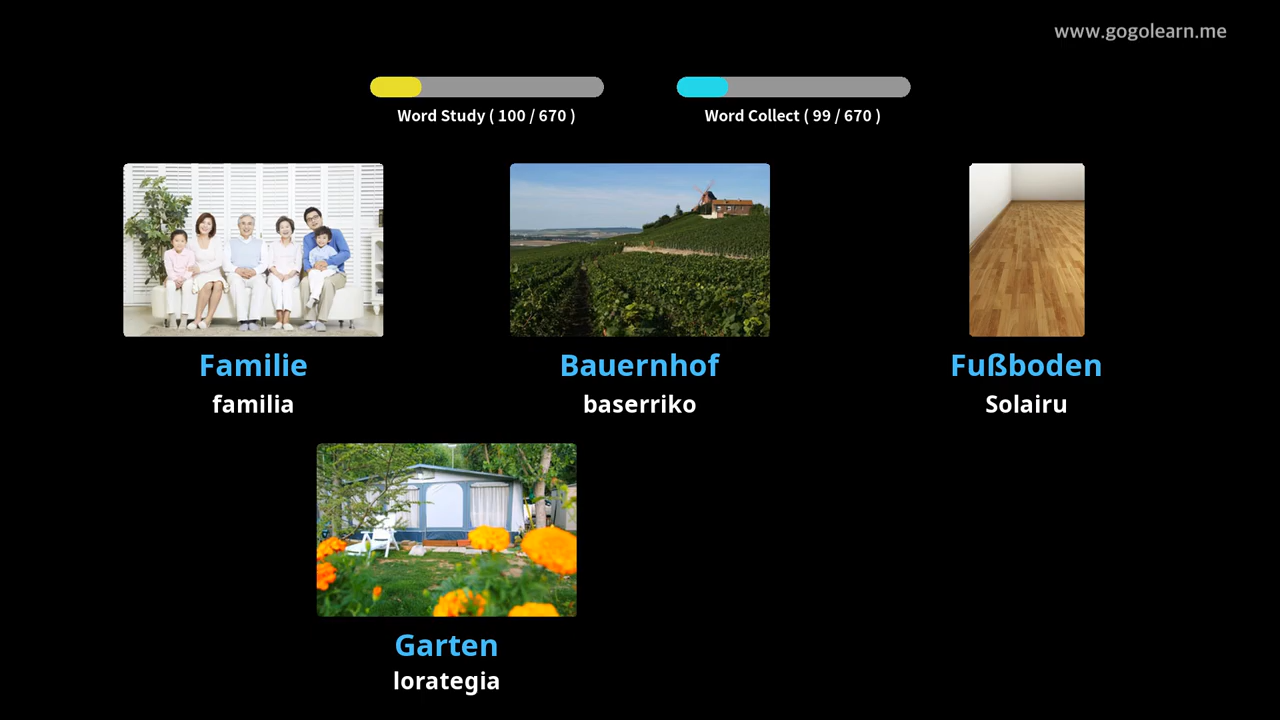 www.gogolearn.me
Word Study ( 100 / 670 )
Word Collect ( 99 / 670 )
Familie
familia
Bauernhof
baserriko
Fußboden
Solairu
Garten
lorategia